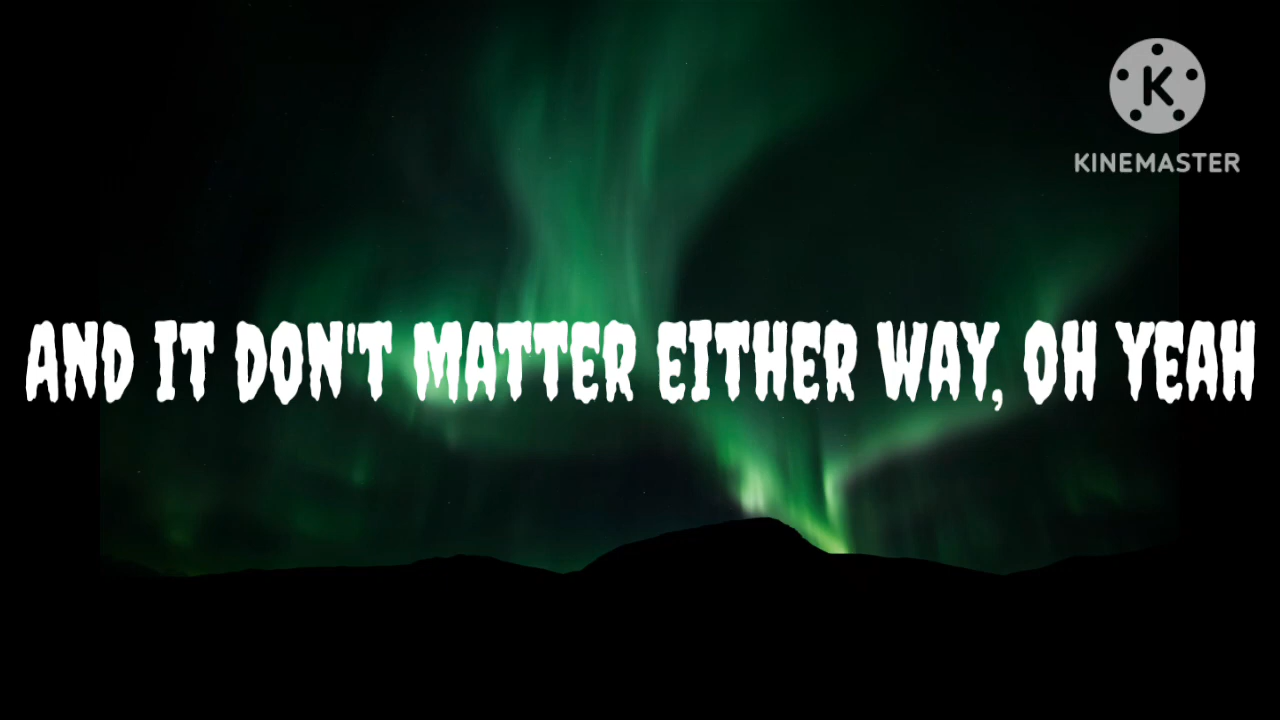 K
KINEMASTER
AND IT DON'T MATTER EITHER WAY, OH YEAH